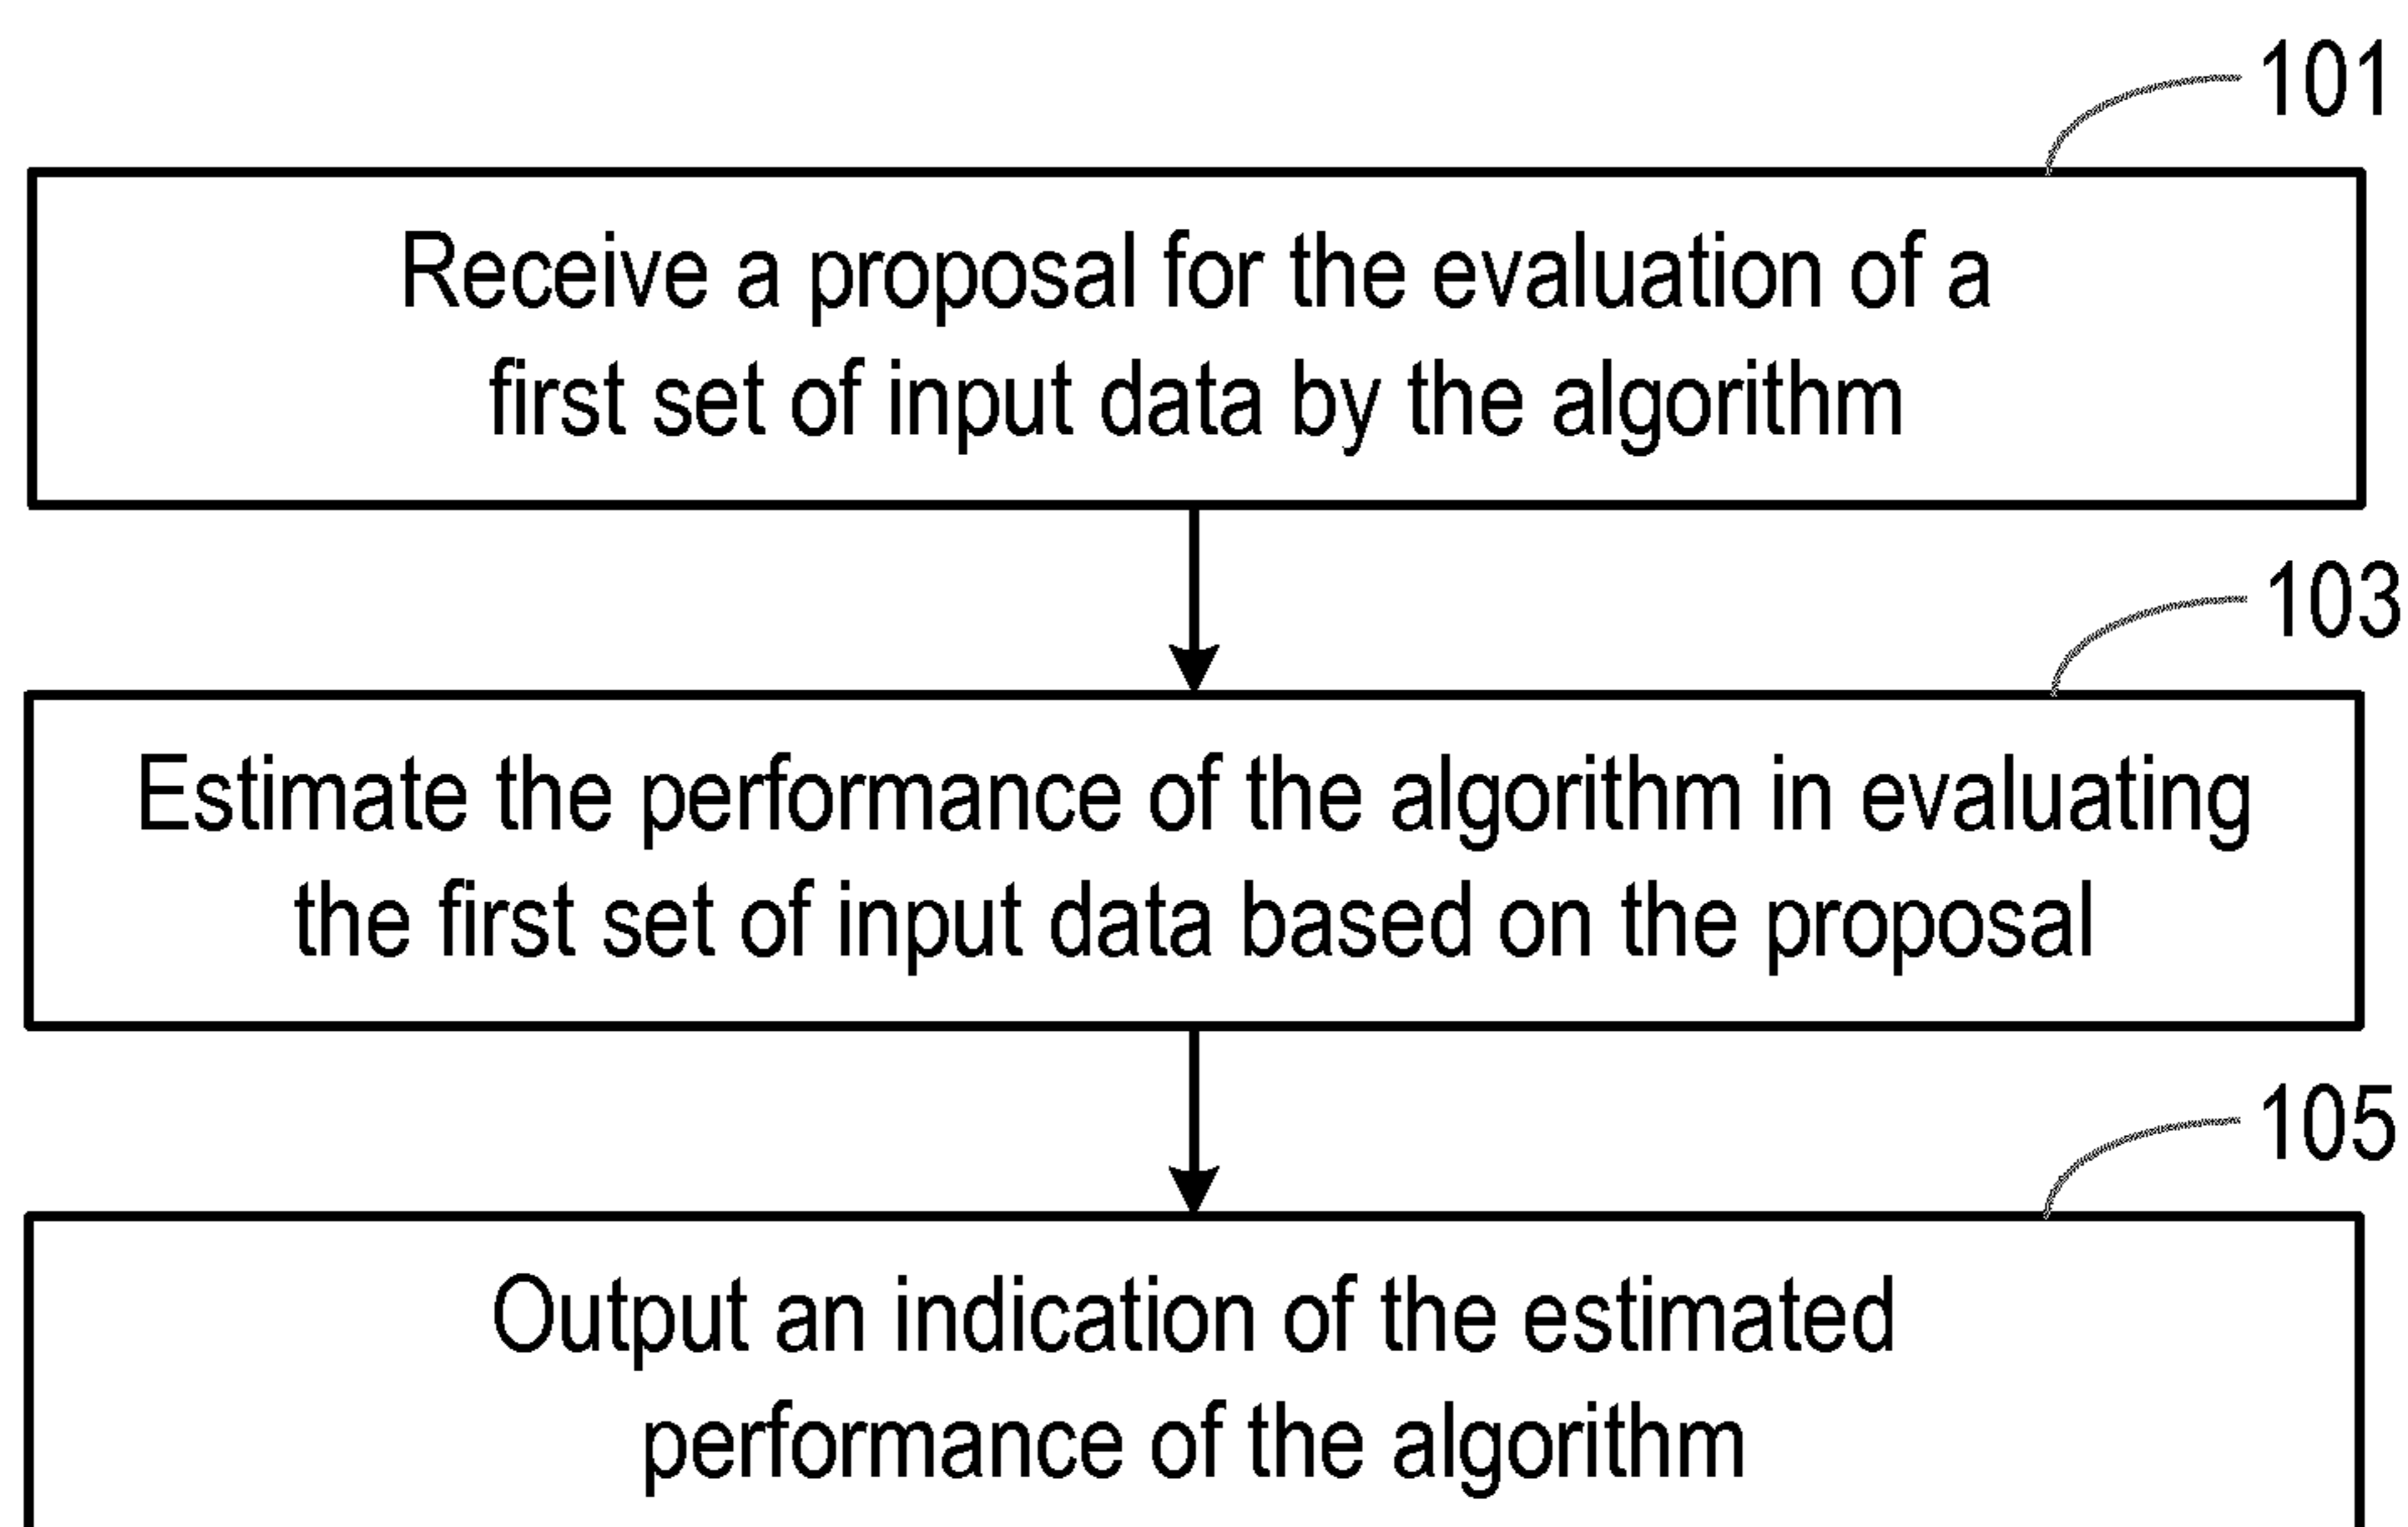 101
Receive a proposal for the evaluation of a
first set of input data by the algorithm
103
Estimate the performance of the algorithm in evaluating
the first set of input data based on the proposal
105
Output an indication of the estimated
performance of the algorithm